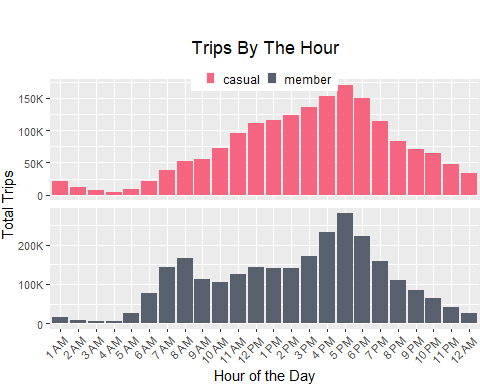 Trips By The Hour
casual member
150K
100K
50K
0
200K
100K
0
Total Trips
1 AM 2 AM 3 AM 4 AM 5 AM 6 AM 7 AM 8 AM 9 AM 10 AM 11 AM 12 PM 1 PM 2 PM 3 PM 4 PM 5 PM 6 PM 7 PM 8 PM 9 PM 10 PM 11 PM 12 AM
Hour of the Day